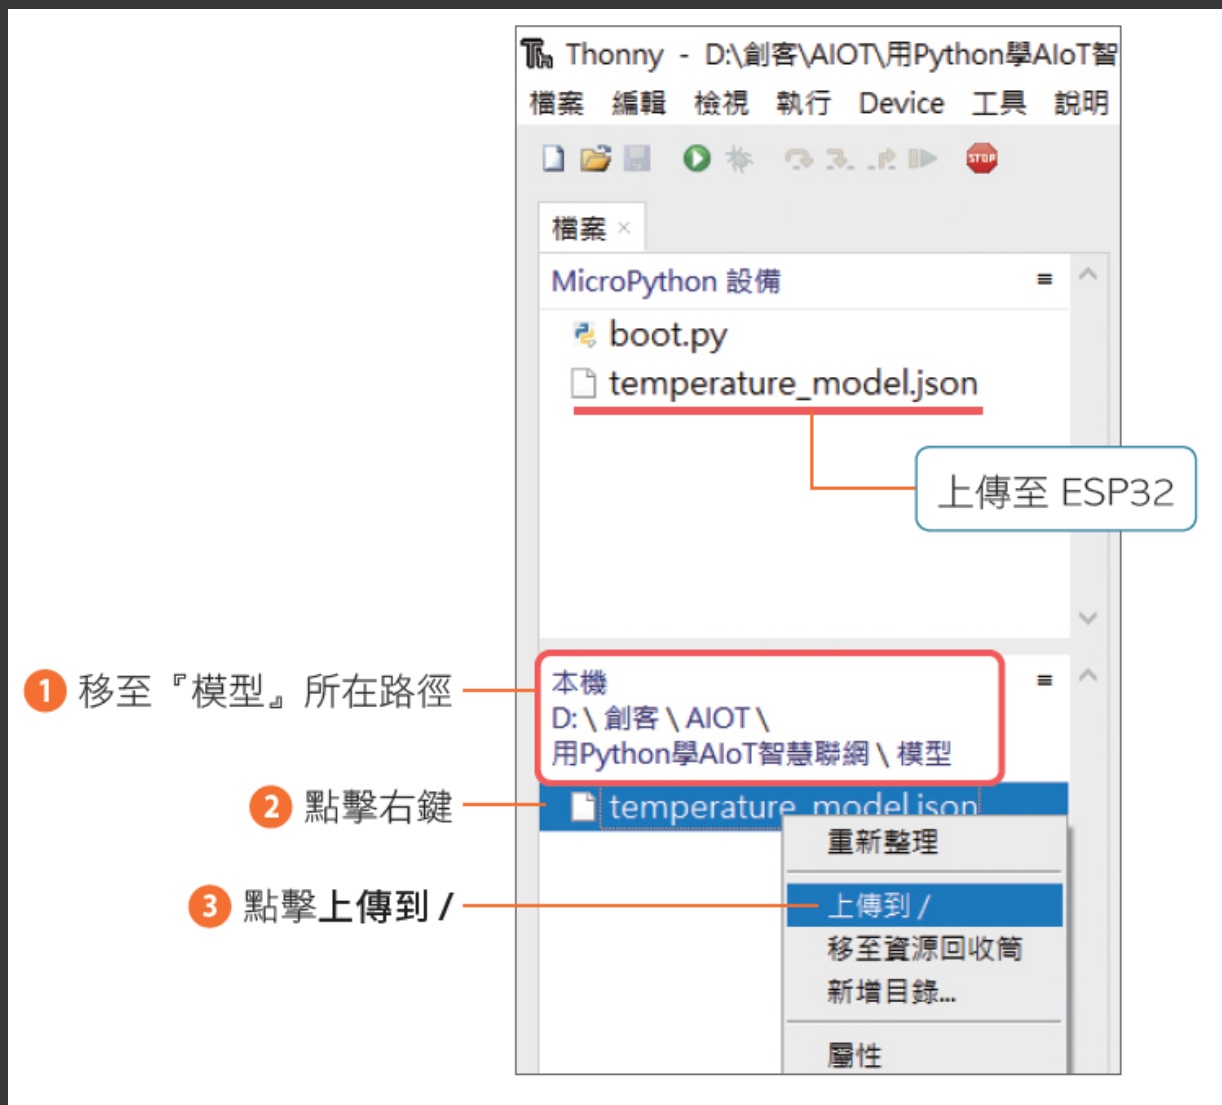 Thonny - D:\創客\AIOT\用Python學AIoT智
檔案 編輯 檢視 執行 Device 工具 說明
STOP
檔案 ×
MicroPython 設備
boot.py
temperature_model.json
上傳至 ESP32
1 移至『模型』所在路徑
本機
D: \ 創客 \ AIOT \
用Python學AIoT智慧聯網 \ 模型
2 點擊右鍵
temperature_model.json
重新整理
3 點擊上傳到 /
上傳到 /
移至資源回收筒
新增目錄...
屬性